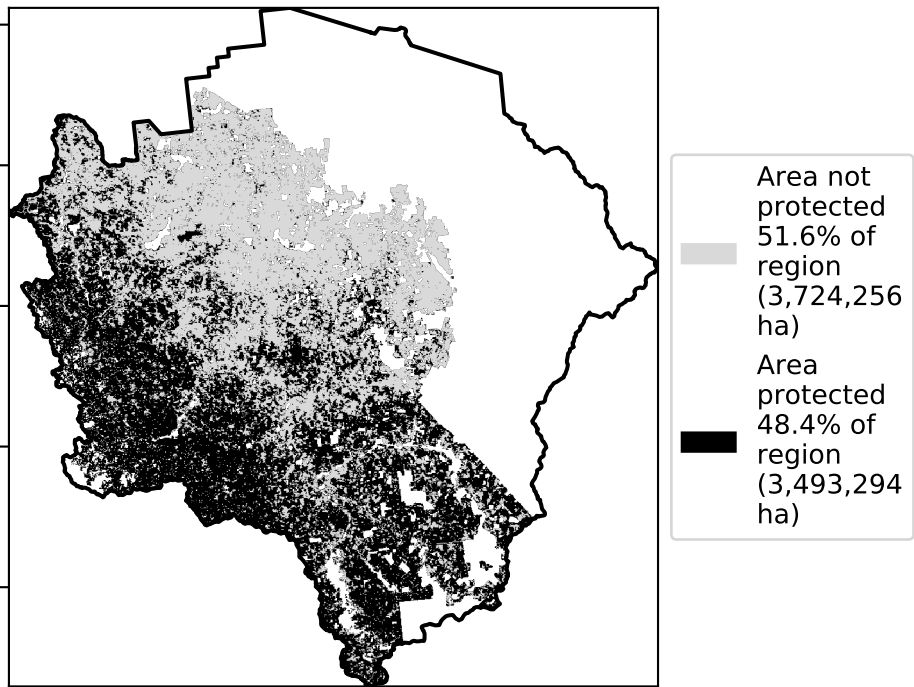 Area not
protected
51.6% of
region
(3,724,256
ha)
Area
protected
48.4% of
region
(3,493,294
ha)